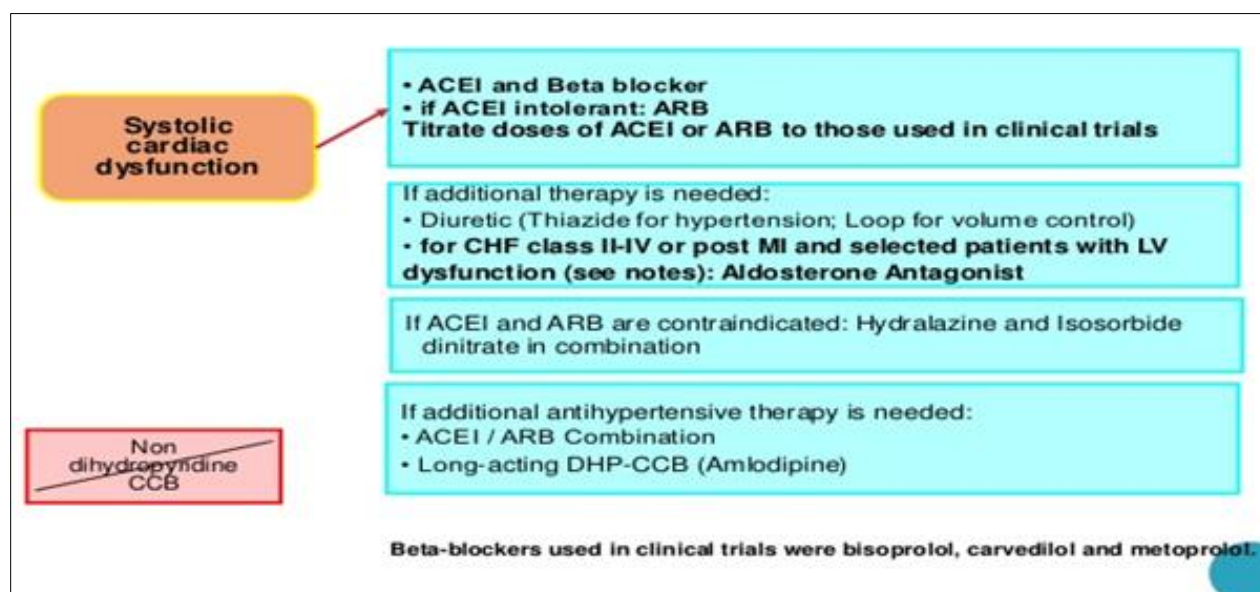 Systolic
cardiac
dysfunction
• ACEI and Beta blocker
• if ACEI intolerant: ARB
Titrate doses of ACEI or ARB to those used in clinical trials
If additional therapy is needed:
• Diuretic (Thiazide for hypertension; Loop for volume control)
• for CHF class II-IV or post MI and selected patients with LV
dysfunction (see notes): Aldosterone Antagonist
If ACEI and ARB are contraindicated: Hydralazine and Isosorbide
dinitrate in combination
If additional antihypertensive therapy is needed:
• ACEI / ARB Combination
• Long-acting DHP-CCB (Amlodipine)
Non
dihydropyridine
CCB
Beta-blockers used in clinical trials were bisoprolol, carvedilol and metoprolol.